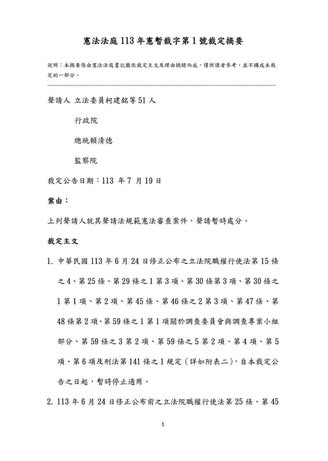 憲法法庭 113 年憲暫裁字第 1 號裁定摘要
說明：本摘要係由憲法法庭書記廳依裁定主文及理由摘錄而成，僅供讀者參考，並不構成本裁
定的一部分。
聲請人 立法委員柯建銘等 51 人
行政院
總統賴清德
監察院
裁定公告日期：113 年 7 月 19 日
案由：
上列聲請人就其聲請法規範憲法審查案件，聲請暫時處分。
裁定主文
1. 中華民國 113 年 6 月 24 日修正公布之立法院職權行使法第 15 條
之 4、第 25 條、第 29 條之 1 第 3 項、第 30 條第 3 項、第 30 條之
1 第 1 項、第 2 項、第 45 條、第 46 條之 2 第 3 項、第 47 條、第
48 條第 2 項、第 59 條之 1 第 1 項關於調查委員會與調查專案小組
部分、第 59 條之 3 第 2 項、第 59 條之 5 第 2 項、第 4 項、第 5
項、第 6 項及刑法第 141 條之 1 規定（詳如附表二），自本裁定公
告之日起，暫時停止適用。
2. 113 年 6 月 24 日修正公布前之立法院職權行使法第 25 條、第 45
1